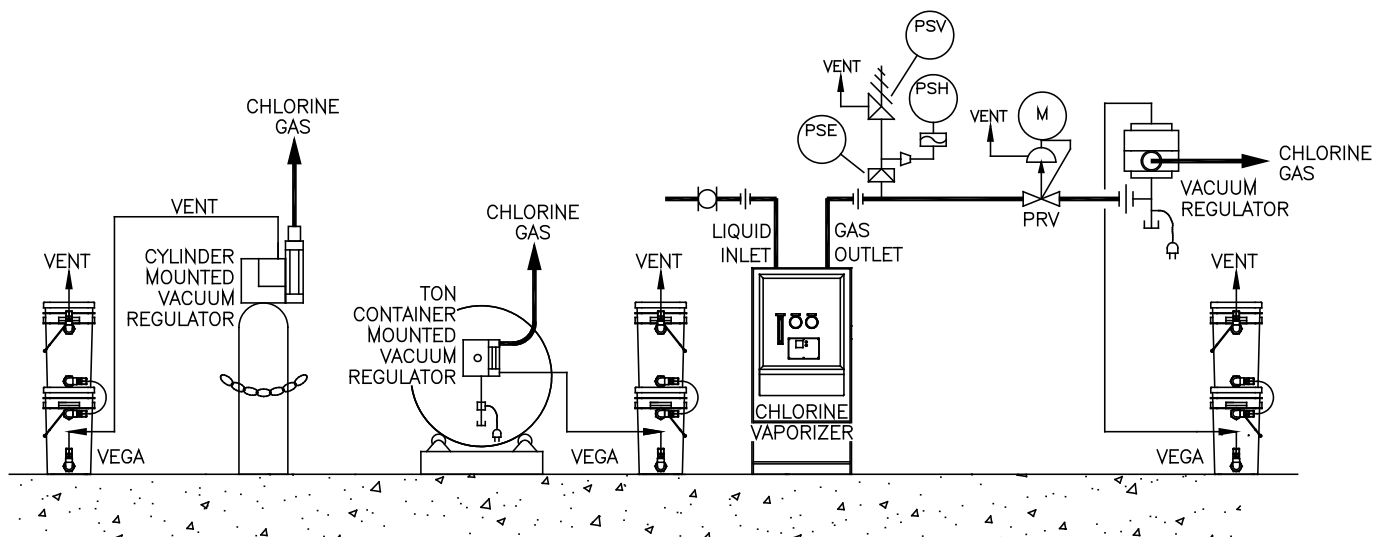 CHLORINE
GAS
VENT
CYLINDER
MOUNTED
VACUUM
REGULATOR
VENT
VEGA
CHLORINE
GAS
TON
CONTAINER
MOUNTED
VACUUM
REGULATOR
VEGA
VENT
LIQUID
INLET
GAS
OUTLET
CHLORINE
VAPORIZER
PSV
VENT
PSH
PSE
VENT
M
PRV
CHLORINE
GAS
VACUUM
REGULATOR
VENT
VEGA